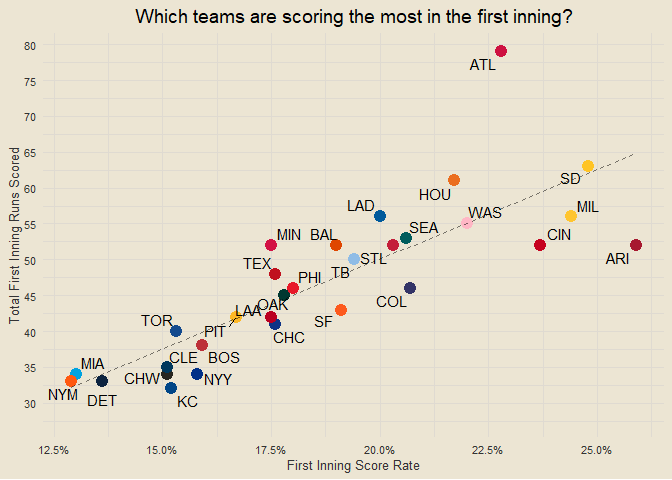 Which teams are scoring the most in the first inning?
80
75
70
65
60
55
50
45
40
35
30
Total First Inning Runs Scored
ATL
SD
HOU
MIL
LAD
WAS
SEA
CIN
MIN
BAL
ARI
STL
TEX
TB
PHI
COL
OAK
LAA
SF
TOR
PIT
CHC
CLE
BOS
MIA
CHW
NYY
NYM
DET
KC
12.5%
15.0%
17.5%
20.0%
22.5%
25.0%
First Inning Score Rate